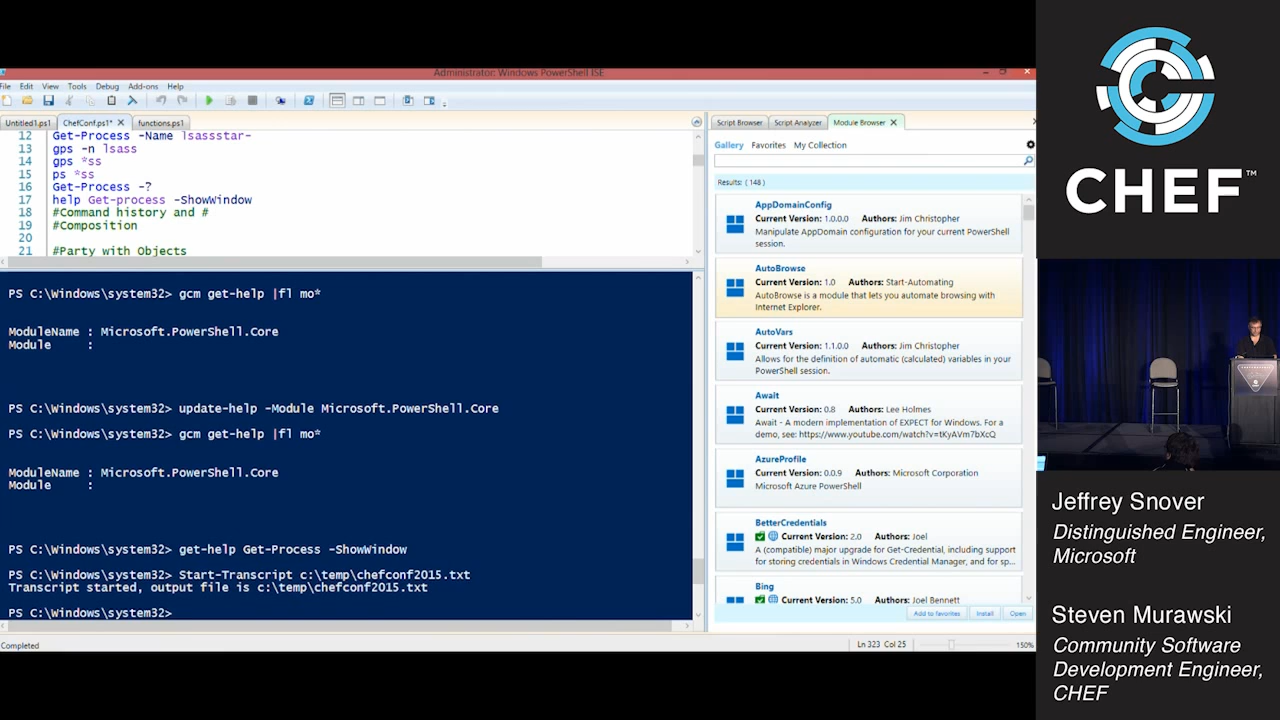 Administrator: Windows PowerShell ISE
File Edit View Tools Debug Add-ons Help
Untitled1.ps1 ChefConf.ps1* functions.ps1
12 Get-Process -Name lsassstar-
13 gps -n lsass
14 gps *ss
15 ps *ss
16 Get-Process -?
17 help Get-process -ShowWindow
18 #Command history and #
19 #Composition
20
21 #Party with Objects
PS C:\Windows\system32> gcm get-help |fl mo*
ModuleName : Microsoft.PowerShell.Core
Module :
PS C:\Windows\system32> update-help -Module Microsoft.PowerShell.Core
PS C:\Windows\system32> gcm get-help |fl mo*
ModuleName : Microsoft.PowerShell.Core
Module :
PS C:\Windows\system32> get-help Get-Process -ShowWindow
PS C:\Windows\system32> Start-Transcript c:\temp\chefconf2015.txt
Transcript started, output file is c:\temp\chefconf2015.txt
PS C:\Windows\system32>
Completed
Ln 323 Col 25
150%
Script Browser Script Analyzer Module Browser
Gallery Favorites My Collection
Results: ( 148 )
AppDomainConfig
Current Version: 1.0.0.0 Authors: Jim Christopher
Manipulate AppDomain configuration for your current PowerShell
session.
AutoBrowse
Current Version: 1.0 Authors: Start-Automating
AutoBrowse is a module that lets you automate browsing with
Internet Explorer.
AutoVars
Current Version: 1.1.0.0 Authors: Jim Christopher
Allows for the definition of automatic (calculated) variables in your
PowerShell session.
Await
Current Version: 0.8 Authors: Lee Holmes
Await - A modern implementation of EXPECT for Windows. For a
demo, see: https://www.youtube.com/watch?v=tKyAVm7bXcQ
AzureProfile
Current Version: 0.0.9 Authors: Microsoft Corporation
Microsoft Azure PowerShell
BetterCredentials
Current Version: 2.0 Authors: Joel
A (compatible) major upgrade for Get-Credential, including support
for storing credentials in Windows Credential Manager, and for sp...
Bing
Current Version: 5.0 Authors: Joel Bennett
Add to favorites Install Open
CHEF™
Jeffrey Snover
Distinguished Engineer,
Microsoft
Steven Murawski
Community Software
Development Engineer,
CHEF